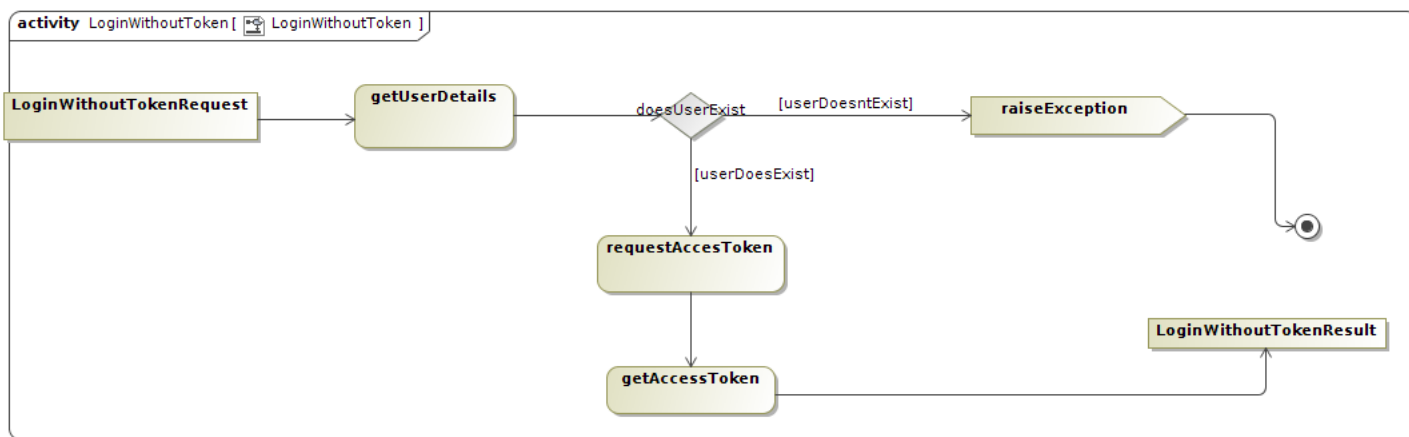 activity LoginWithoutToken[ LoginWithoutToken ]
LoginWithoutTokenRequest
getUserDetails
doesUserExist
[userDoesntExist]
raiseException
[userDoesExist]
requestAccesToken
LoginWithoutTokenResult
getAccessToken